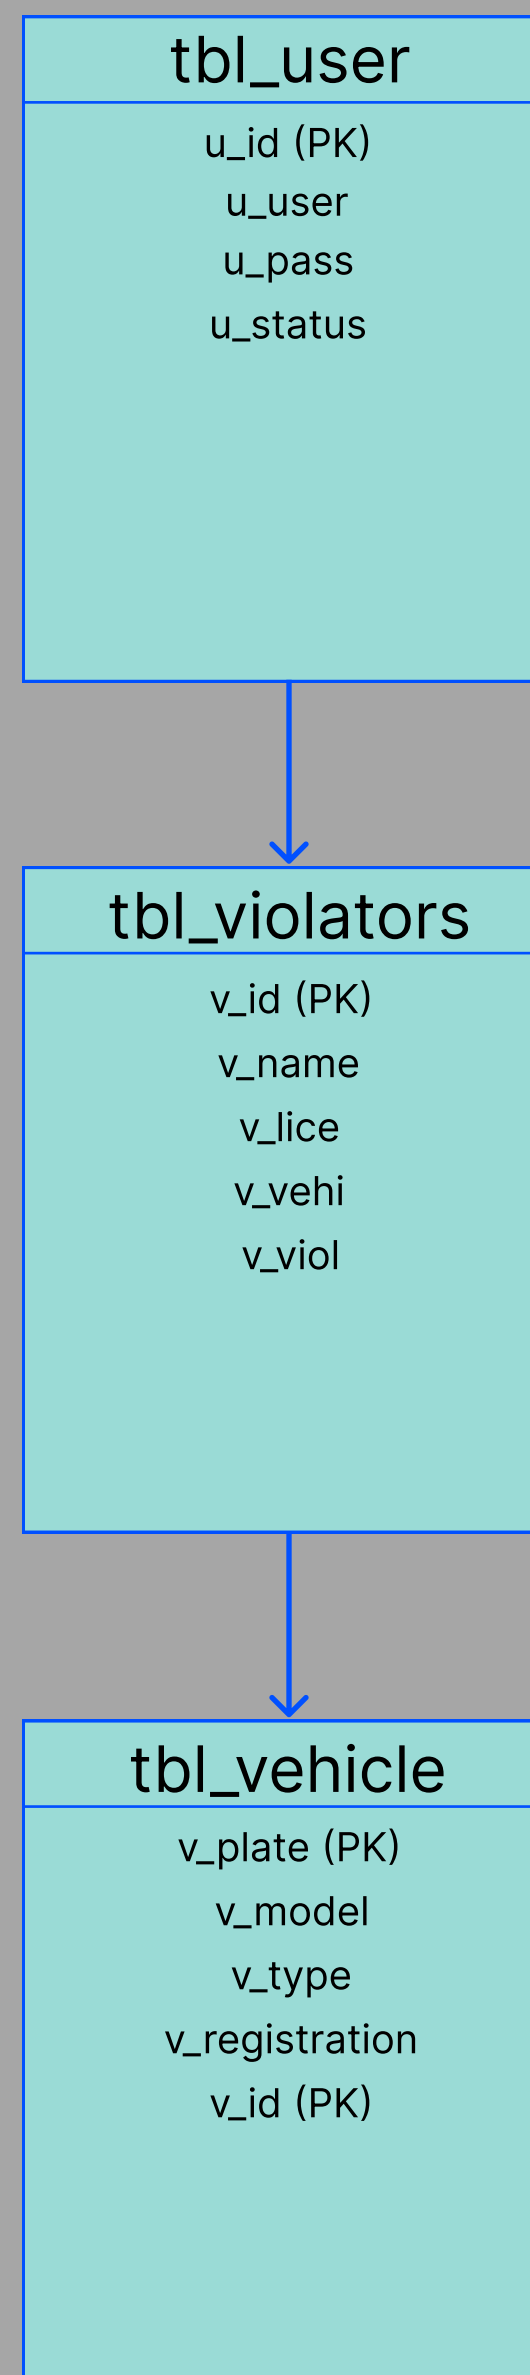 tbl_user
u_id (PK)
u_user
u_pass
u_status
tbl_violators
v_id (PK)
v_name
v_lice
v_vehi
v_viol
tbl_vehicle
v_plate (PK)
v_model
v_type
v_registration
v_id (PK)